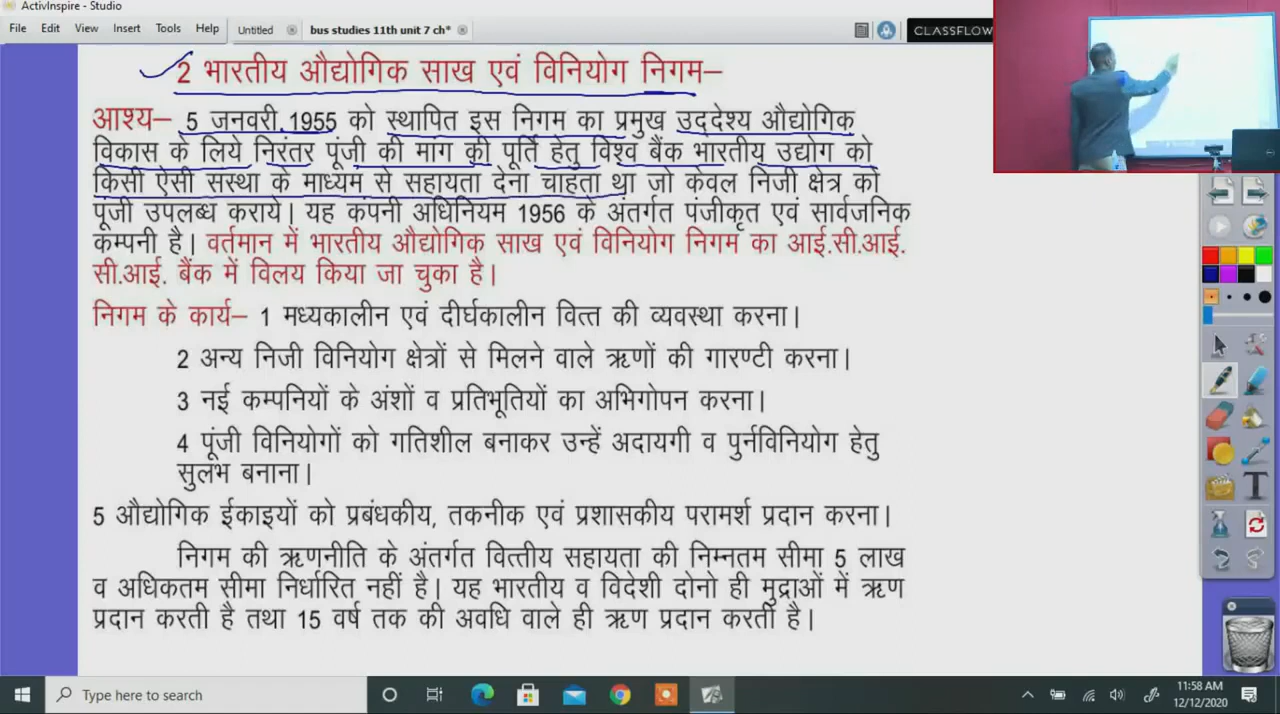 ActivInspire - Studio
File Edit View Insert Tools Help Untitled bus studies 11th unit 7 ch* CLASSFLOW
2 भारतीय औद्योगिक साख एवं विनियोग निगम–
आश्य– 5 जनवरी,1955 को स्थापित इस निगम का प्रमुख उद्देश्य औद्योगिक
विकास के लिये निरंतर पूंजी की मांग की पूर्ति हेतु विश्व बैंक भारतीय उद्योग को
किसी ऐसी संस्था के माध्यम से सहायता देना चाहता था जो केवल निजी क्षेत्र को
पूंजी उपलब्ध कराये। यह कंपनी अधिनियम 1956 के अंतर्गत पंजीकृत एवं सार्वजनिक
कम्पनी है। वर्तमान में भारतीय औद्योगिक साख एवं विनियोग निगम का आई.सी.आई.
सी.आई. बैंक में विलय किया जा चुका है।
निगम के कार्य– 1 मध्यकालीन एवं दीर्घकालीन वित्त की व्यवस्था करना।
2 अन्य निजी विनियोग क्षेत्रों से मिलने वाले ऋणों की गारण्टी करना।
3 नई कम्पनियों के अंशों व प्रतिभूतियों का अभिगोपन करना।
4 पूंजी विनियोगों को गतिशील बनाकर उन्हें अदायगी व पुर्नविनियोग हेतु
सुलभ बनाना।
5 औद्योगिक ईकाइयों को प्रबंधकीय, तकनीक एवं प्रशासकीय परामर्श प्रदान करना।
निगम की ऋणनीति के अंतर्गत वित्तीय सहायता की निम्नतम सीमा 5 लाख
व अधिकतम सीमा निर्धारित नहीं है। यह भारतीय व विदेशी दोनो ही मुद्राओं में ऋण
प्रदान करती है तथा 15 वर्ष तक की अवधि वाले ही ऋण प्रदान करती है।
Type here to search
11:58 AM
12/12/2020